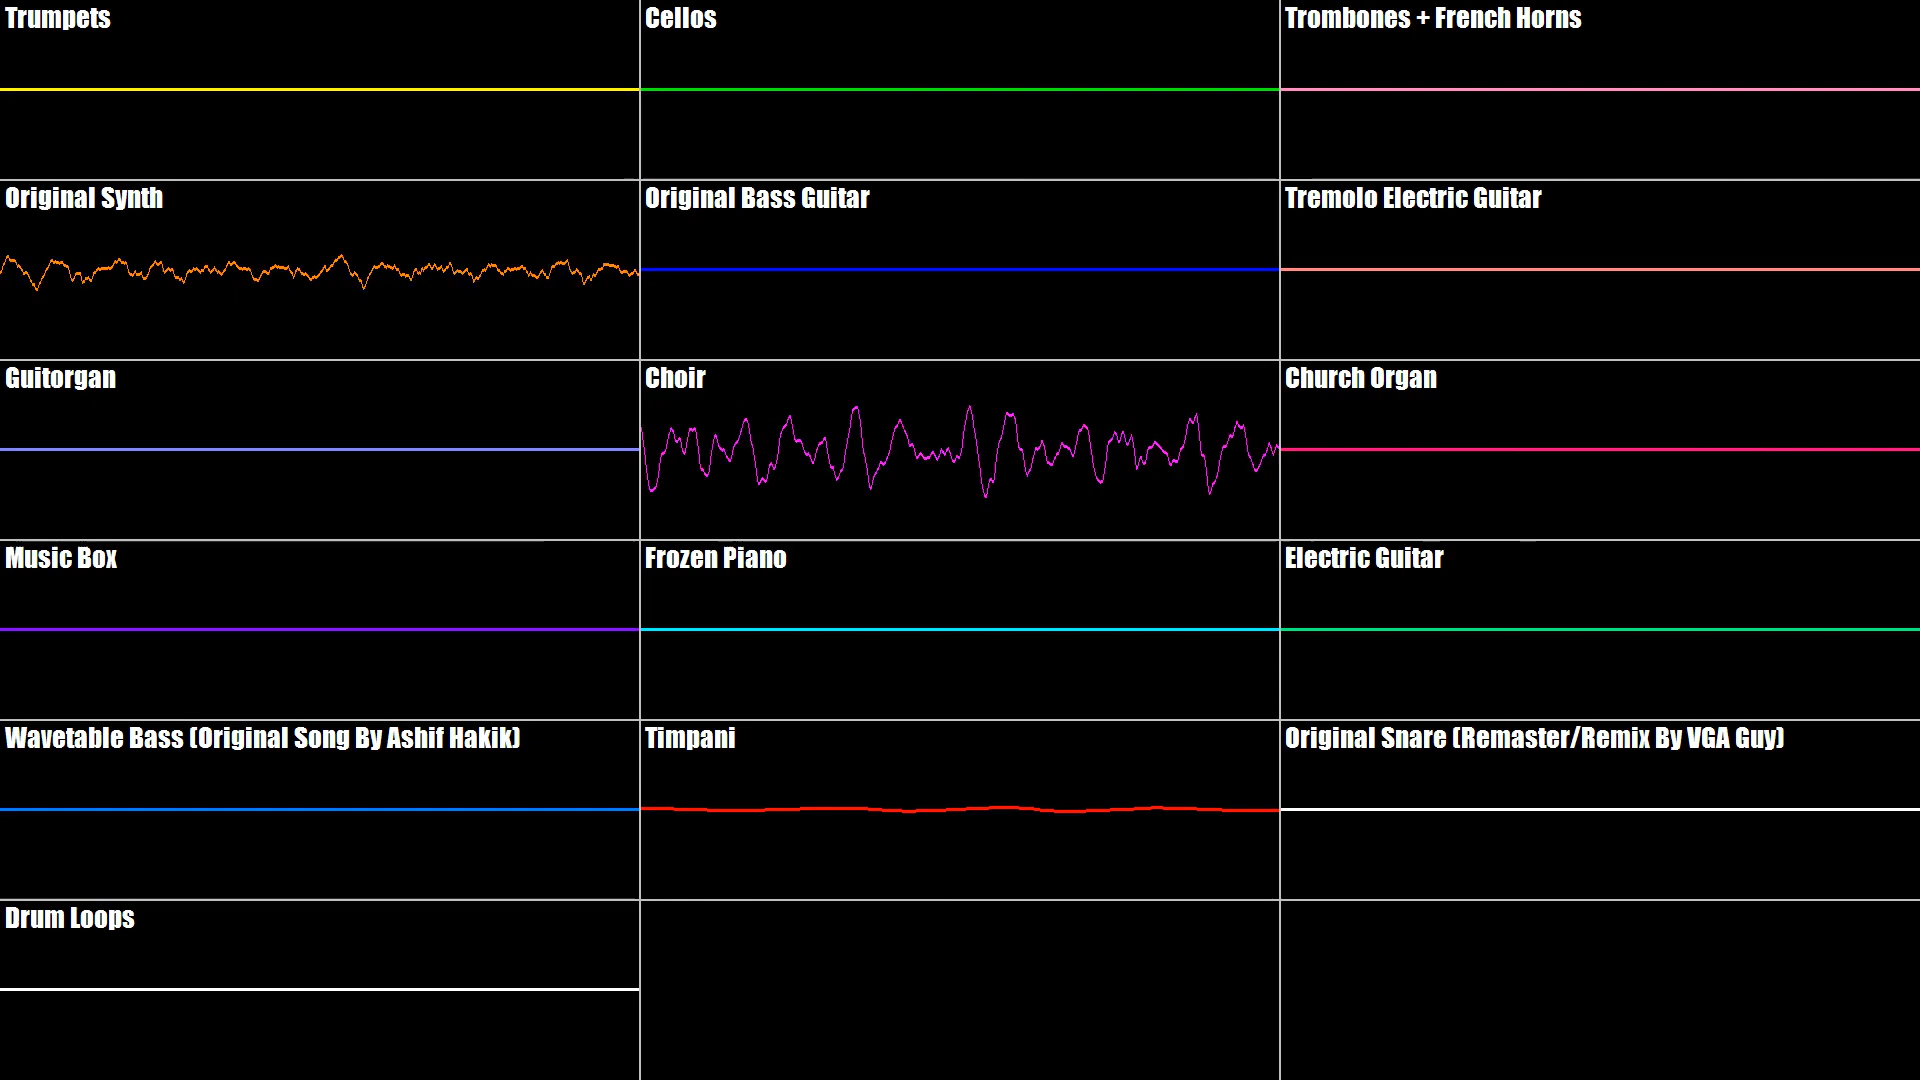 Trumpets
Cellos
Trombones + French Horns
Original Synth
Original Bass Guitar
Tremolo Electric Guitar
Guitorgan
Choir
Church Organ
Music Box
Frozen Piano
Electric Guitar
Wavetable Bass (Original Song By Ashif Hakik)
Timpani
Original Snare (Remaster/Remix By VGA Guy)
Drum Loops